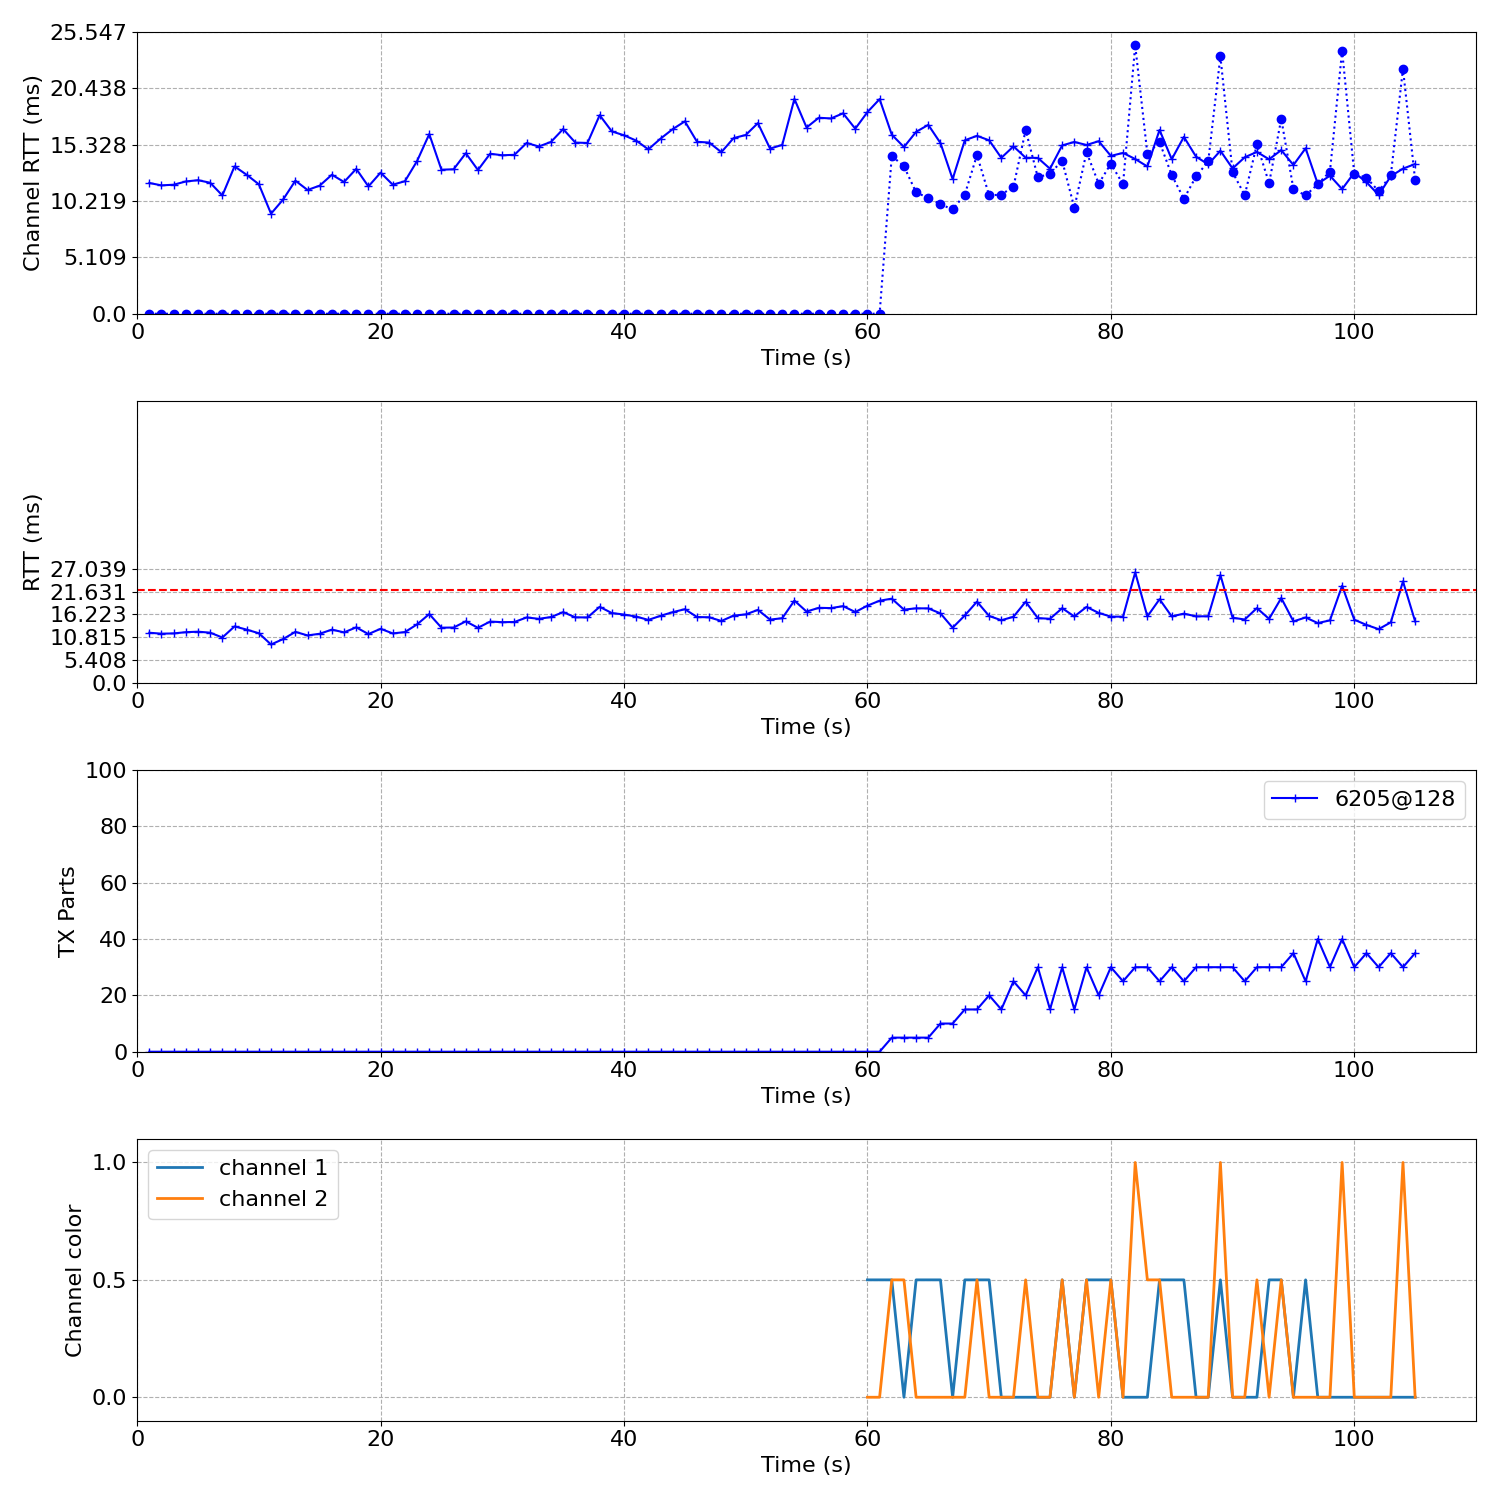 25.547
20.438
15.328
10.219
5.109
0.0
Channel RTT (ms)
0 20 40 60 80 100
Time (s)
27.039
21.631
16.223
10.815
5.408
0.0
RTT (ms)
0 20 40 60 80 100
Time (s)
100
80
60
40
20
0
TX Parts
6205@128
0 20 40 60 80 100
Time (s)
1.0
0.5
0.0
Channel color
channel 1
channel 2
0 20 40 60 80 100
Time (s)